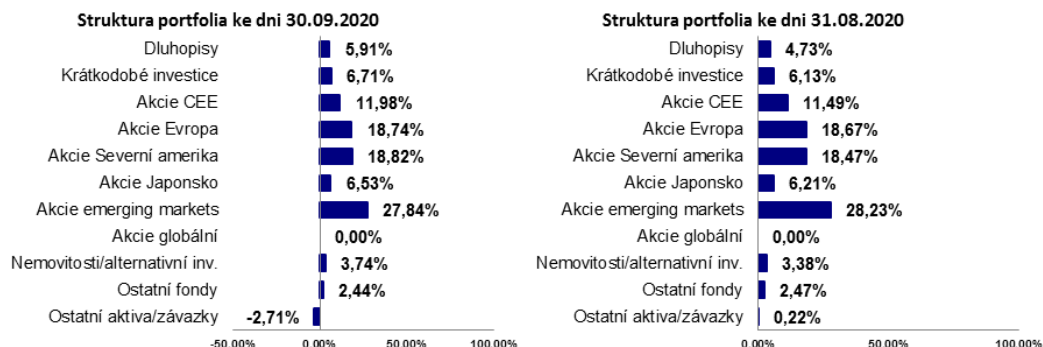 Struktura portfolia ke dni 30.09.2020
Dluhopisy 5,91%
Krátkodobé investice 6,71%
Akcie CEE 11,98%
Akcie Evropa 18,74%
Akcie Severní amerika 18,82%
Akcie Japonsko 6,53%
Akcie emerging markets 27,84%
Akcie globální 0,00%
Nemovitosti/alternativní inv. 3,74%
Ostatní fondy 2,44%
Ostatní aktiva/závazky -2,71%
-50.00% 0.00% 50.00% 100.00%
Struktura portfolia ke dni 31.08.2020
Dluhopisy 4,73%
Krátkodobé investice 6,13%
Akcie CEE 11,49%
Akcie Evropa 18,67%
Akcie Severní amerika 18,47%
Akcie Japonsko 6,21%
Akcie emerging markets 28,23%
Akcie globální 0,00%
Nemovitosti/alternativní inv. 3,38%
Ostatní fondy 2,47%
Ostatní aktiva/závazky 0,22%
0.00% 50.00% 100.00%